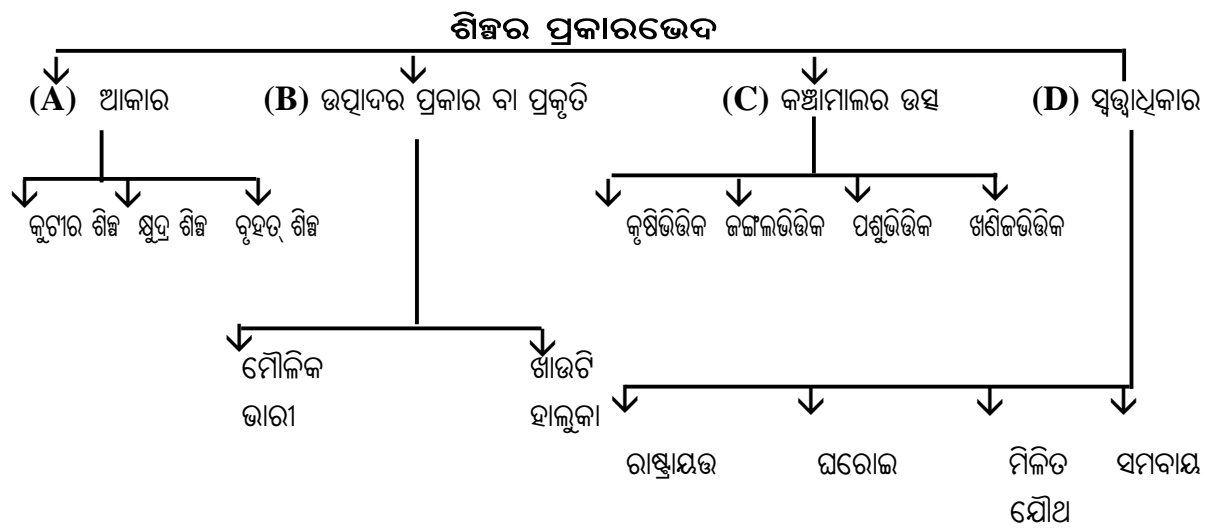 ଶିଳ୍ପର ପ୍ରକାରଭେଦ
(A) ଆକାର (B) ଉତ୍ପାଦର ପ୍ରକାର ବା ପ୍ରକୃତି (C) କଞ୍ଚାମାଲର ଉତ୍ସ (D) ସ୍ଵତ୍ତ୍ୱାଧିକାର
କୁଟୀର ଶିଳ୍ପ କ୍ଷୁଦ୍ର ଶିଳ୍ପ ବୃହତ୍ ଶିଳ୍ପ କୃଷିଭିତ୍ତିକ ଜଙ୍ଗଲଭିତ୍ତିକ ପଶୁଭିତ୍ତିକ ଖଣିଜଭିତ୍ତିକ
ମୌଳିକ ଖାଉଟି
ଭାରୀ ହାଲୁକା
ରାଷ୍ଟ୍ରାୟତ୍ତ ଘରୋଇ ମିଳିତ ସମବାୟ
ଯୌଥ